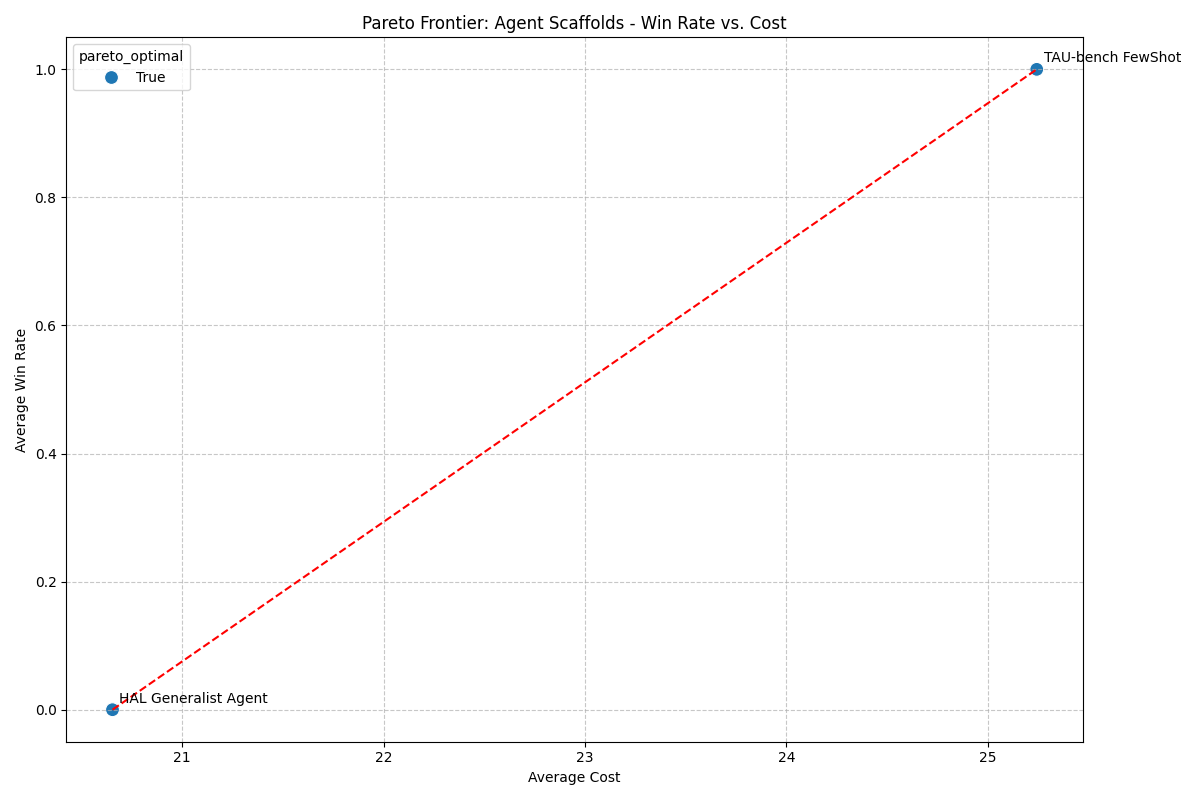 Pareto Frontier: Agent Scaffolds - Win Rate vs. Cost
pareto_optimal
True
TAU-bench FewShot
HAL Generalist Agent
Average Win Rate
1.0
0.8
0.6
0.4
0.2
0.0
21
22
23
24
25
Average Cost